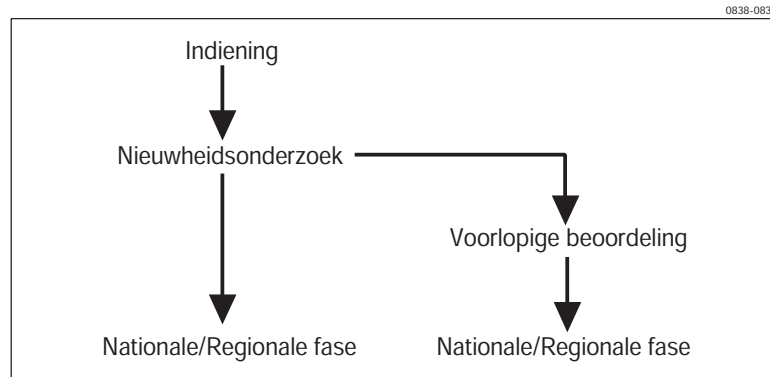 0838-083
Indiening
Nieuwheidsonderzoek
Voorlopige beoordeling
Nationale/Regionale fase
Nationale/Regionale fase